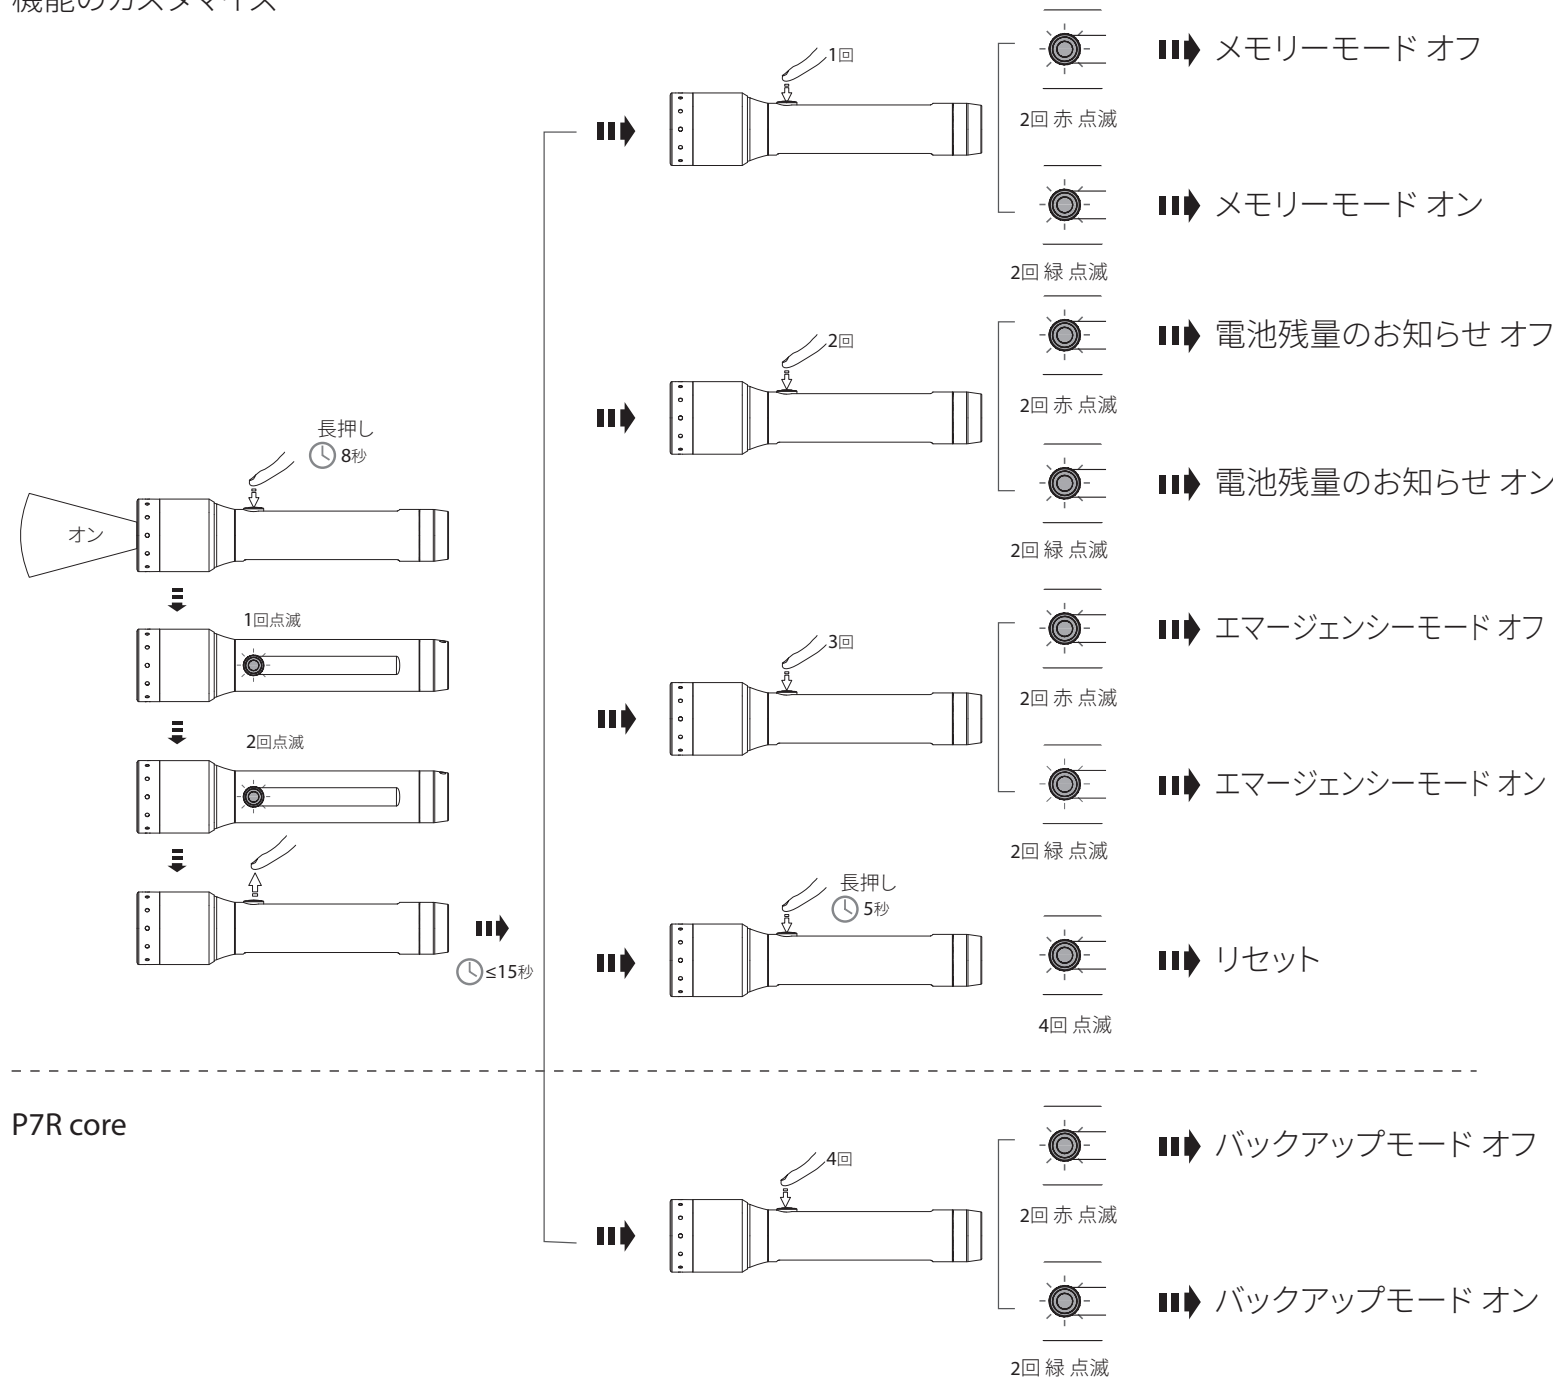 機能のカスタマイズ
長押し
8秒
オン
1回点滅
2回点滅
≤15秒
1回
2回 赤 点滅
メモリーモード オフ
2回 緑 点滅
メモリーモード オン
2回
2回 赤 点滅
電池残量のお知らせ オフ
2回 緑 点滅
電池残量のお知らせ オン
3回
2回 赤 点滅
エマージェンシーモード オフ
2回 緑 点滅
エマージェンシーモード オン
長押し
5秒
4回 点滅
リセット
P7R core
4回
2回 赤 点滅
バックアップモード オフ
2回 緑 点滅
バックアップモード オン